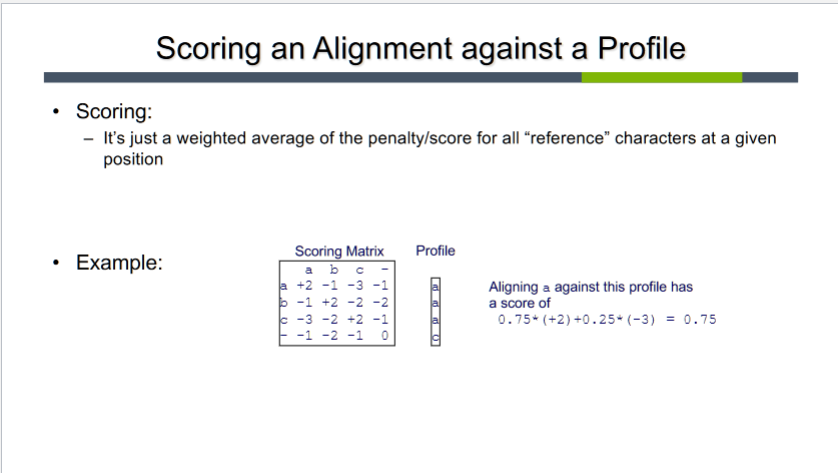 Scoring an Alignment against a Profile
• Scoring:
– It's just a weighted average of the penalty/score for all “reference” characters at a given
position
• Example:
Scoring Matrix
a b c -
a +2 -1 -3 -1
b -1 +2 -2 -2
c -3 -2 +2 -1
- -1 -2 -1 0
Profile
a
a
a
c
Aligning a against this profile has
a score of
0.75*(+2)+0.25*(-3) = 0.75